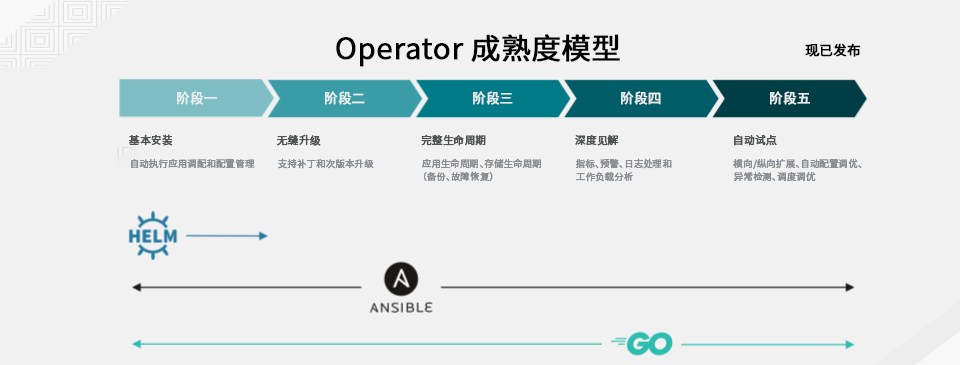 Operator 成熟度模型
现已发布
阶段一
阶段二
阶段三
阶段四
阶段五
基本安装
自动执行应用调配和配置管理
无缝升级
支持补丁和次版本升级
完整生命周期
应用生命周期、存储生命周期
（备份、故障恢复）
深度见解
指标、预警、日志处理和
工作负载分析
自动试点
横向/纵向扩展、自动配置调优、
异常检测、调度调优
HELM
ANSIBLE
GO